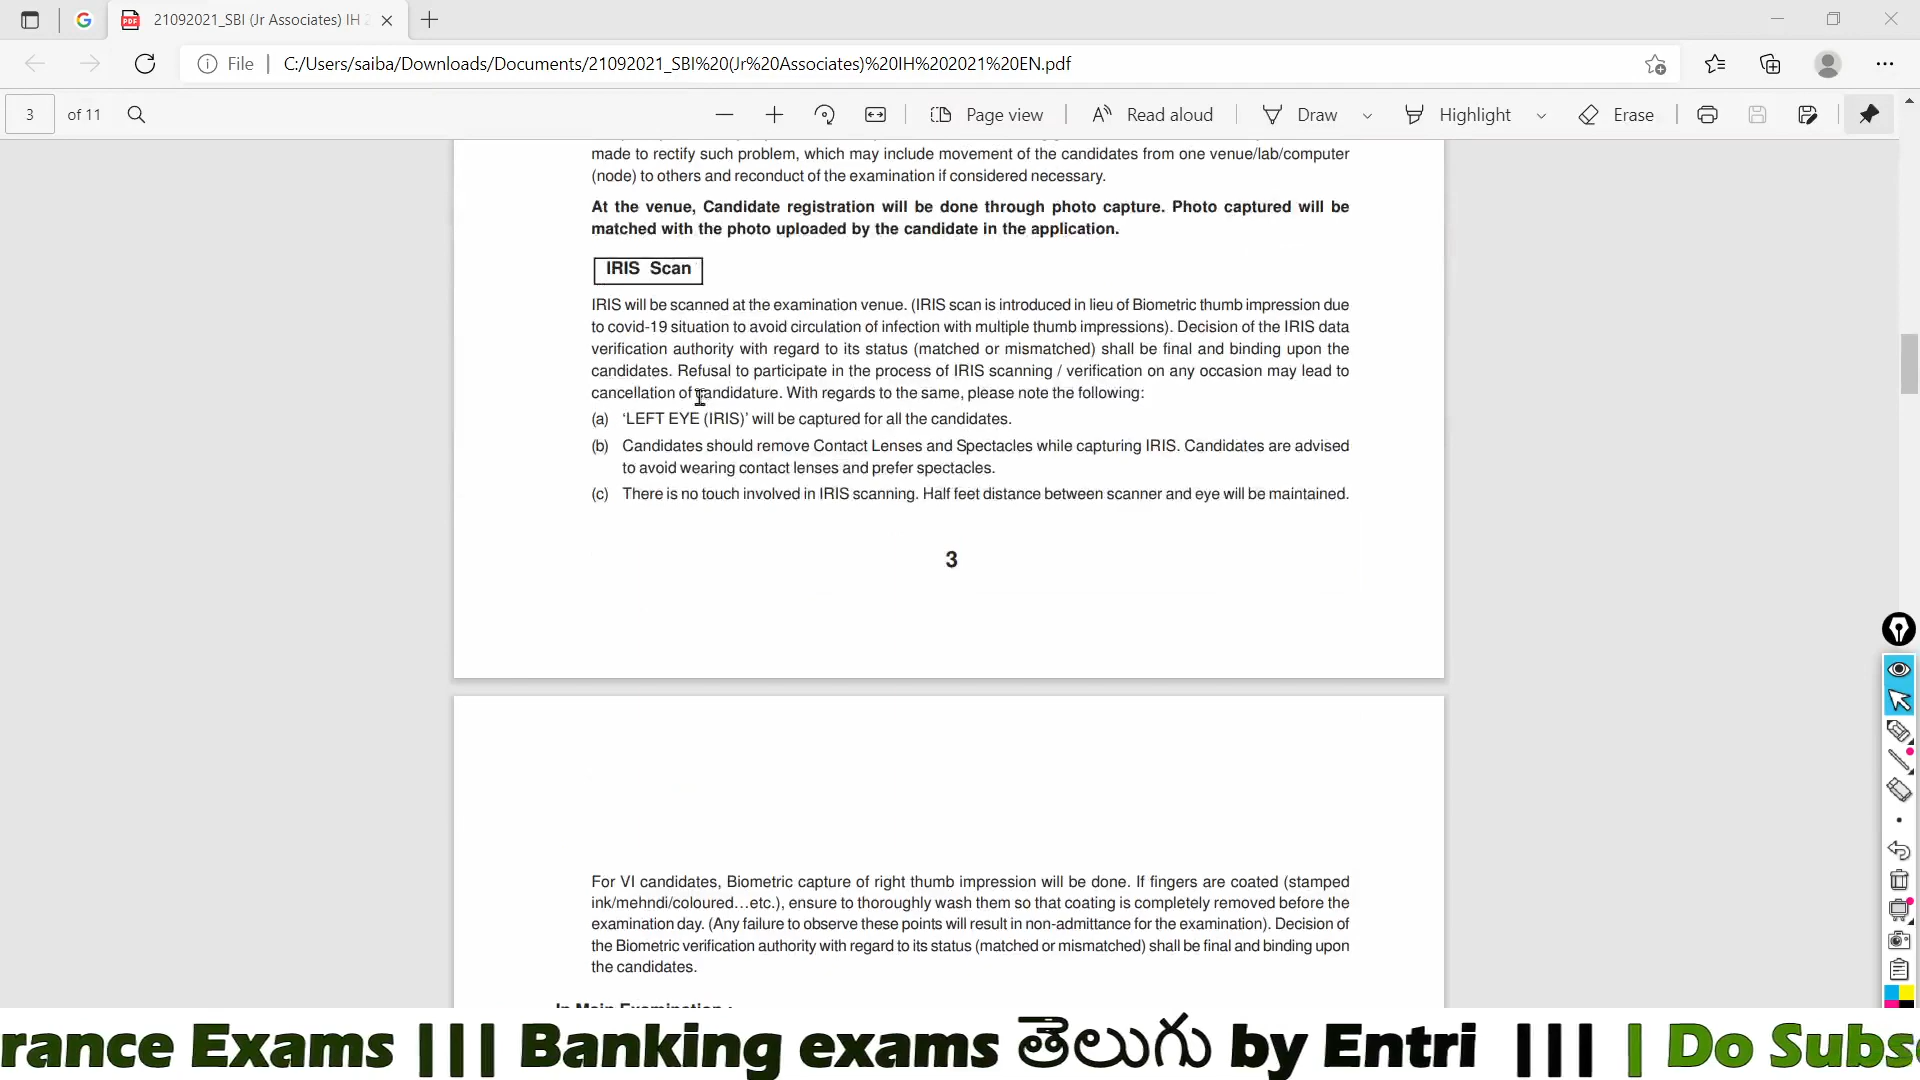 21092021_SBI (Jr Associates) IH 2
File
C:/Users/saiba/Downloads/Documents/21092021_SBI%20(Jr%20Associates)%20IH%202021%20EN.pdf
3 of 11
Page view
Read aloud
Draw
Highlight
Erase
made to rectify such problem, which may include movement of the candidates from one venue/lab/computer
(node) to others and reconduct of the examination if considered necessary.
At the venue, Candidate registration will be done through photo capture. Photo captured will be
matched with the photo uploaded by the candidate in the application.
IRIS Scan
IRIS will be scanned at the examination venue. (IRIS scan is introduced in lieu of Biometric thumb impression due
to covid-19 situation to avoid circulation of infection with multiple thumb impressions). Decision of the IRIS data
verification authority with regard to its status (matched or mismatched) shall be final and binding upon the
candidates. Refusal to participate in the process of IRIS scanning / verification on any occasion may lead to
cancellation of candidature. With regards to the same, please note the following:
(a) ‘LEFT EYE (IRIS)’ will be captured for all the candidates.
(b) Candidates should remove Contact Lenses and Spectacles while capturing IRIS. Candidates are advised
to avoid wearing contact lenses and prefer spectacles.
(c) There is no touch involved in IRIS scanning. Half feet distance between scanner and eye will be maintained.
3
For VI candidates, Biometric capture of right thumb impression will be done. If fingers are coated (stamped
ink/mehndi/coloured…etc.), ensure to thoroughly wash them so that coating is completely removed before the
examination day. (Any failure to observe these points will result in non-admittance for the examination). Decision of
the Biometric verification authority with regard to its status (matched or mismatched) shall be final and binding upon
the candidates.
In Main Examination :
rance Exams ||| Banking exams తెలుగు by Entri ||| | Do Subs